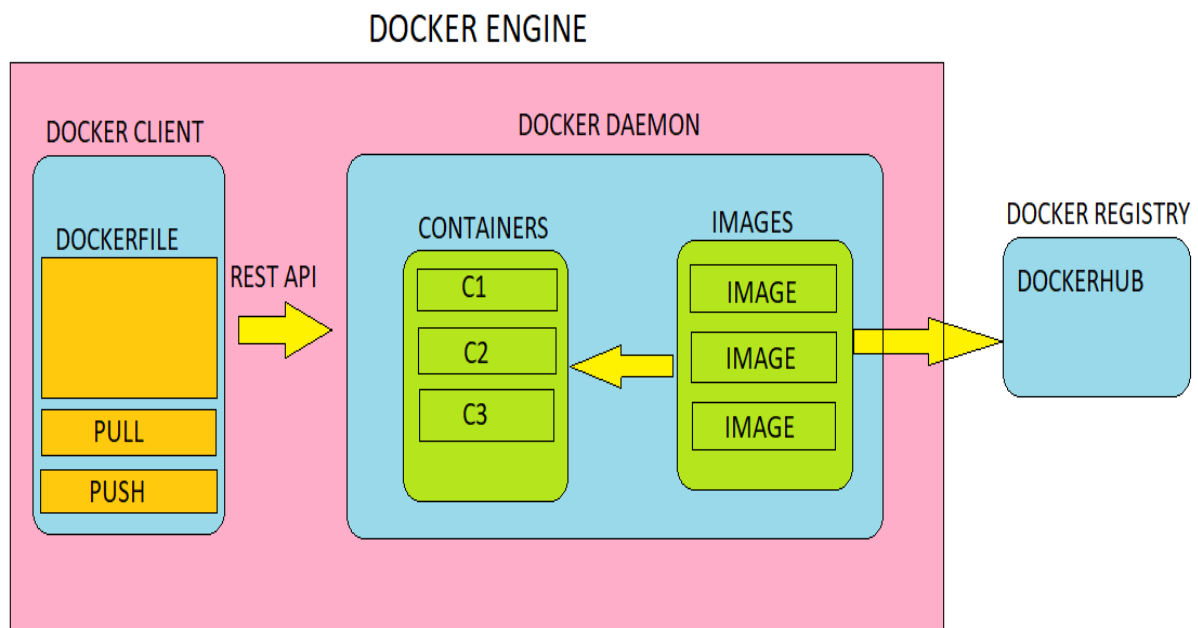 DOCKER ENGINE
DOCKER CLIENT
DOCKERFILE
PULL
PUSH
REST API
DOCKER DAEMON
CONTAINERS
C1
C2
C3
IMAGES
IMAGE
IMAGE
IMAGE
DOCKER REGISTRY
DOCKERHUB